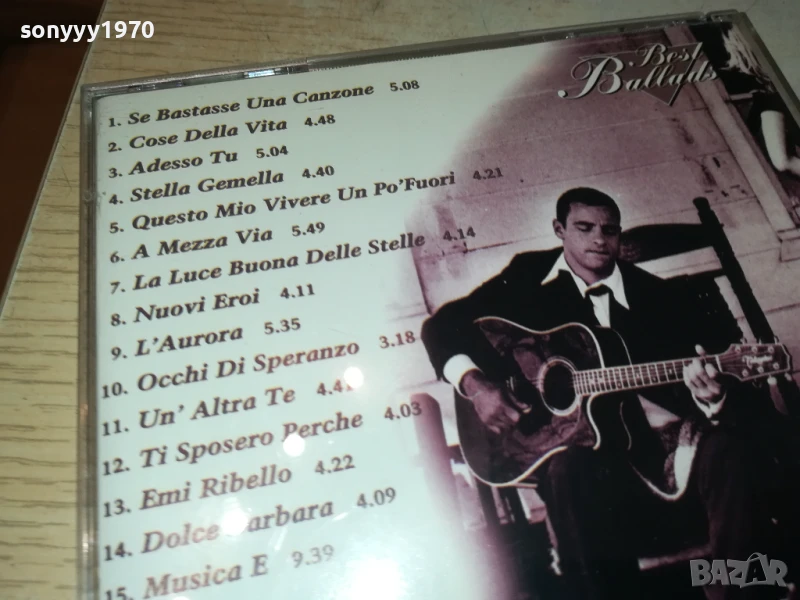 sonyyy1970
Best
Ballads
1. Se Bastasse Una Canzone 5.08
2. Cose Della Vita 4.48
3. Adesso Tu 5.04
4. Stella Gemella 4.40
5. Questo Mio Vivere Un Po'Fuori 4.21
6. A Mezza Via 5.49
7. La Luce Buona Delle Stelle 4.14
8. Nuovi Eroi 4.11
9. L'Aurora 5.35
10. Occhi Di Speranzo 3.18
11. Un' Altra Te
12. Ti Sposero Perche 4.03
13. Emi Ribello 4.22
14. Dolce Barbara 4.09
15. Musica E 9.39
BAZAR